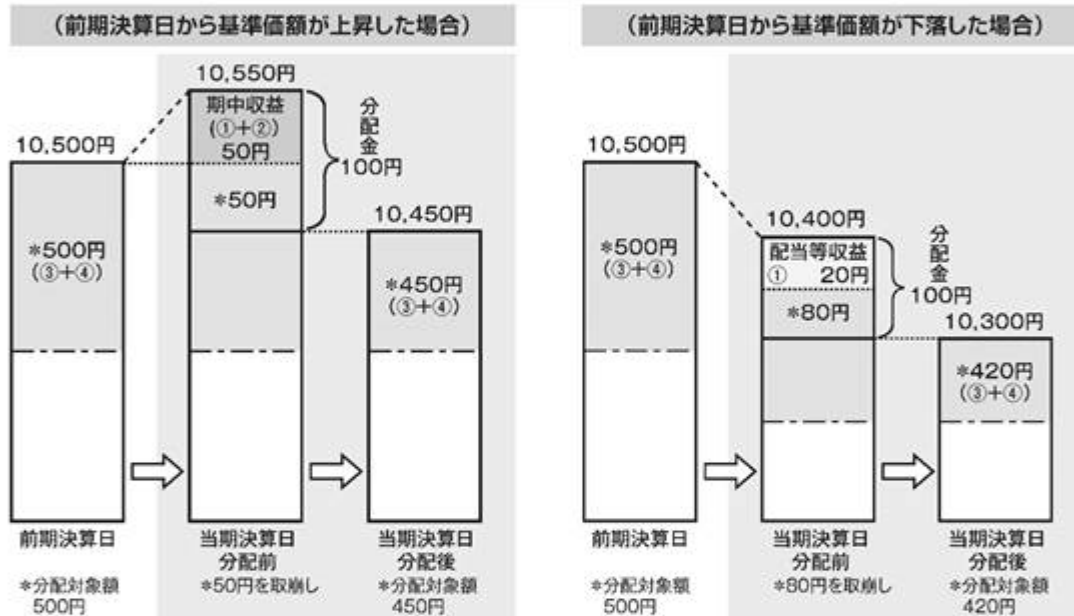 (前期決算日から基準価額が上昇した場合)
10,550円
期中収益
(①+②)
50円
*50円
分配金
100円
10,500円
*500円
(③+④)
10,450円
*450円
(③+④)
前期決算日
当期決算日
分配前
当期決算日
分配後
*分配対象額
500円
*50円を取崩し
*分配対象額
450円
(前期決算日から基準価額が下落した場合)
10,500円
*500円
(③+④)
10,400円
配当等収益
① 20円
*80円
分配金
100円
10,300円
*420円
(③+④)
前期決算日
当期決算日
分配前
当期決算日
分配後
*分配対象額
500円
*80円を取崩し
*分配対象額
420円